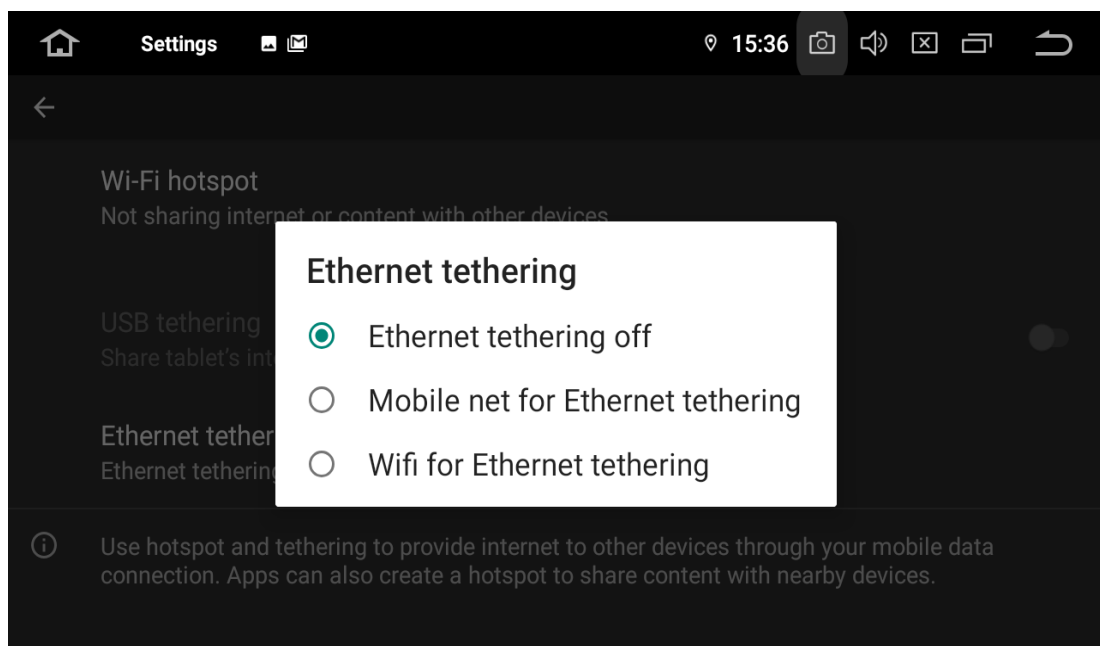 Settings
15:36
Wi-Fi hotspot
Not sharing internet or content with other devices
Ethernet tethering
Ethernet tethering off
USB tethering
Share tablet's int
Mobile net for Ethernet tethering
Ethernet tether
Ethernet tethering
Wifi for Ethernet tethering
Use hotspot and tethering to provide internet to other devices through your mobile data
connection. Apps can also create a hotspot to share content with nearby devices.